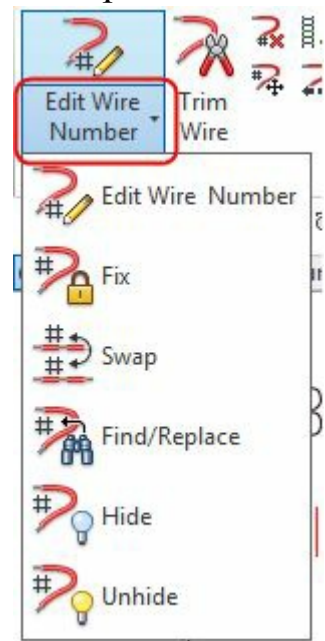 Edit Wire
Number
Trim
Wire
Edit Wire Number
Fix
Swap
Find/Replace
Hide
Unhide